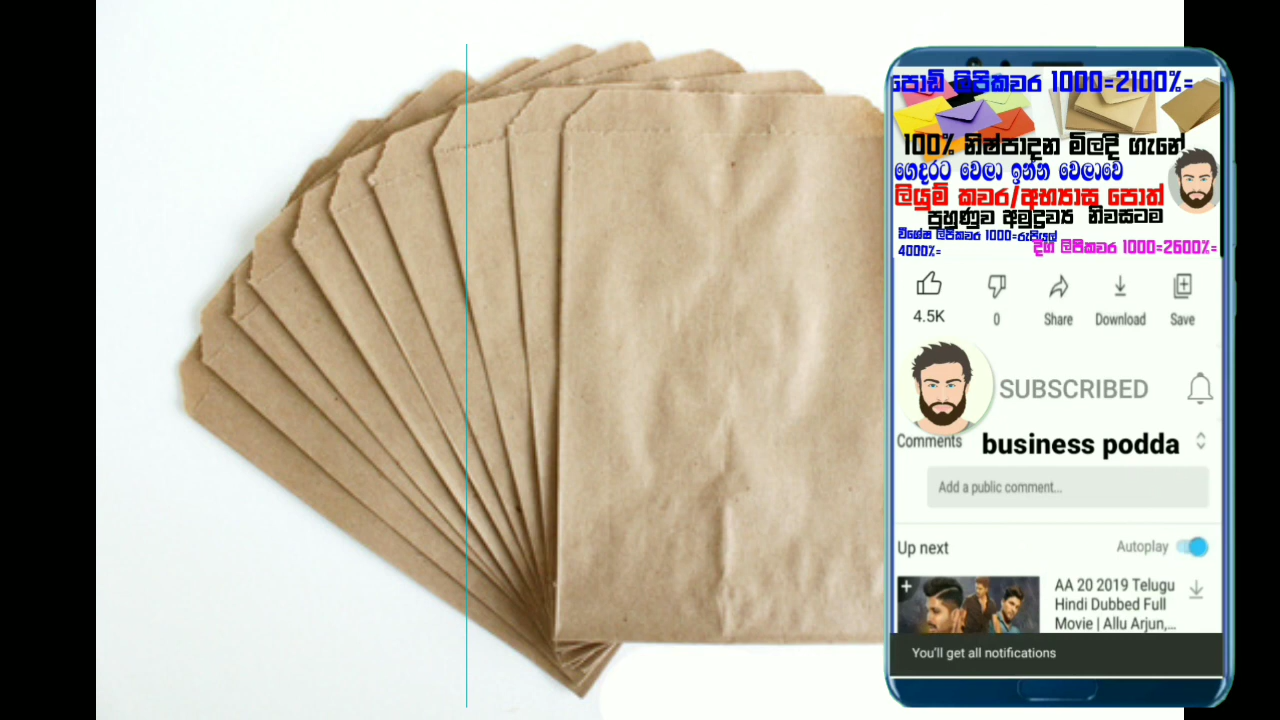 පොඩි ලිපිකවර 1000=2100%=
100% නිෂ්පාදන මිලදි ගැනේ
ගෙදරට වෙලා ඉන්න වෙලාවෙ
ලියුම් කවර/අභ්‍යාස පොත්
පුහුණුව අමුද්‍රව්‍ය නිවසටම
විශේෂ ලිපිකවර 1000=රුපියල්
4000%=
දිග ලිපිකවර 1000=2600%=
4.5K
0
Share
Download
Save
SUBSCRIBED
Comments
business podda
Add a public comment...
Up next
Autoplay
AA 20 2019 Telugu
Hindi Dubbed Full
Movie | Allu Arjun,...
You'll get all notifications